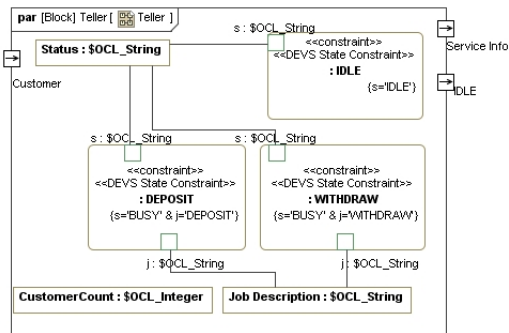 par [Block] Teller [ Teller ]
s : $OCL_String
Status : $OCL_String
<<constraint>>
<<DEVS State Constraint>>
: IDLE
{s='IDLE'}
Service Info
IDLE
Customer
s : $OCL_String
s : $OCL_String
<<constraint>>
<<DEVS State Constraint>>
: DEPOSIT
{s='BUSY' & j='DEPOSIT'}
<<constraint>>
<<DEVS State Constraint>>
: WITHDRAW
{s='BUSY' & j='WITHDRAW'}
j : $OCL_String
j : $OCL_String
CustomerCount : $OCL_Integer
Job Description : $OCL_String